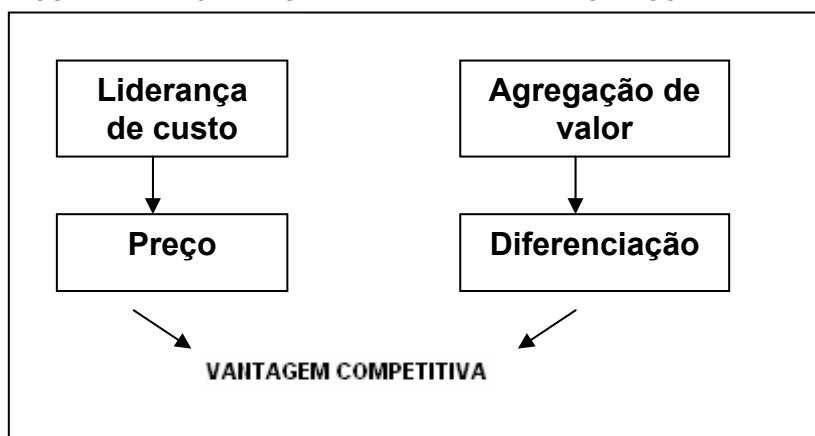 Liderança
de custo
Agregação de
valor
Preço
Diferenciação
VANTAGEM COMPETITIVA